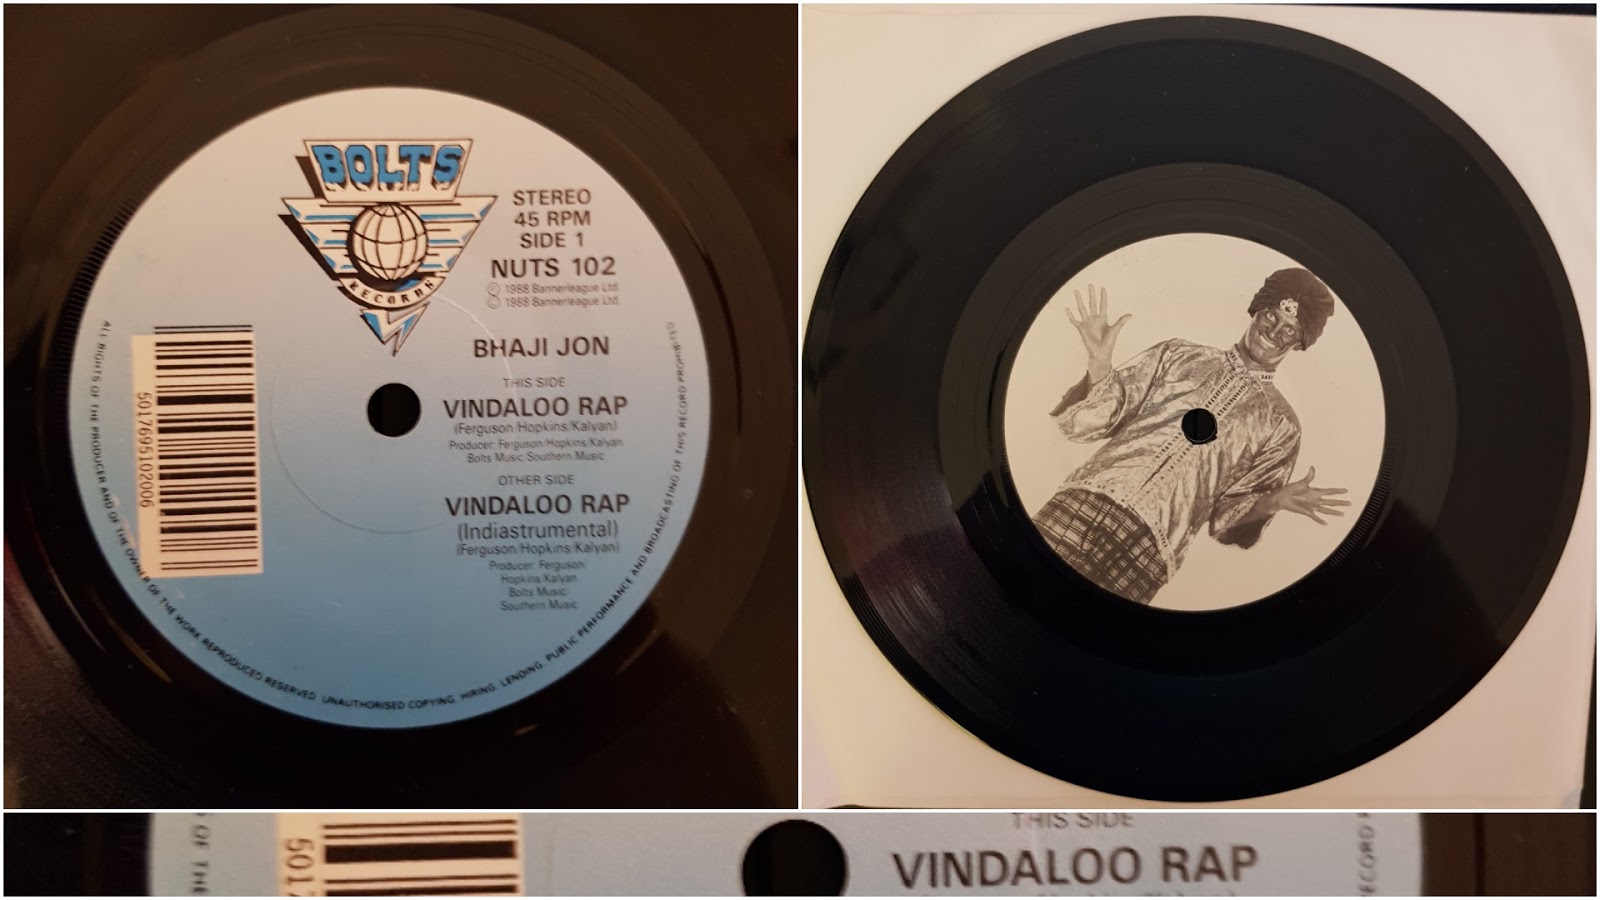 BOLTS
RECORDS
STEREO
45 RPM
SIDE 1
NUTS 102
Ⓟ 1988 Bannerleague Ltd.
© 1988 Bannerleague Ltd.
BHAJI JON
THIS SIDE
VINDALOO RAP
(Ferguson/Hopkins/Kalyan)
Producer: Ferguson/Hopkins/Kalyan
Bolts Music/Southern Music
OTHER SIDE
VINDALOO RAP
(Indiastrumental)
(Ferguson/Hopkins/Kalyan)
Producer: Ferguson/
Hopkins/Kalyan
Bolts Music/
Southern Music
5017695102006
ALL RIGHTS OF THE PRODUCER AND OF THE OWNER OF THE WORK REPRODUCED RESERVED. UNAUTHORISED COPYING, HIRING, LENDING, PUBLIC PERFORMANCE AND BROADCASTING OF THIS RECORD PROHIBITED
S OF THE
5017
THIS SIDE
VINDALOO RAP
RECORD